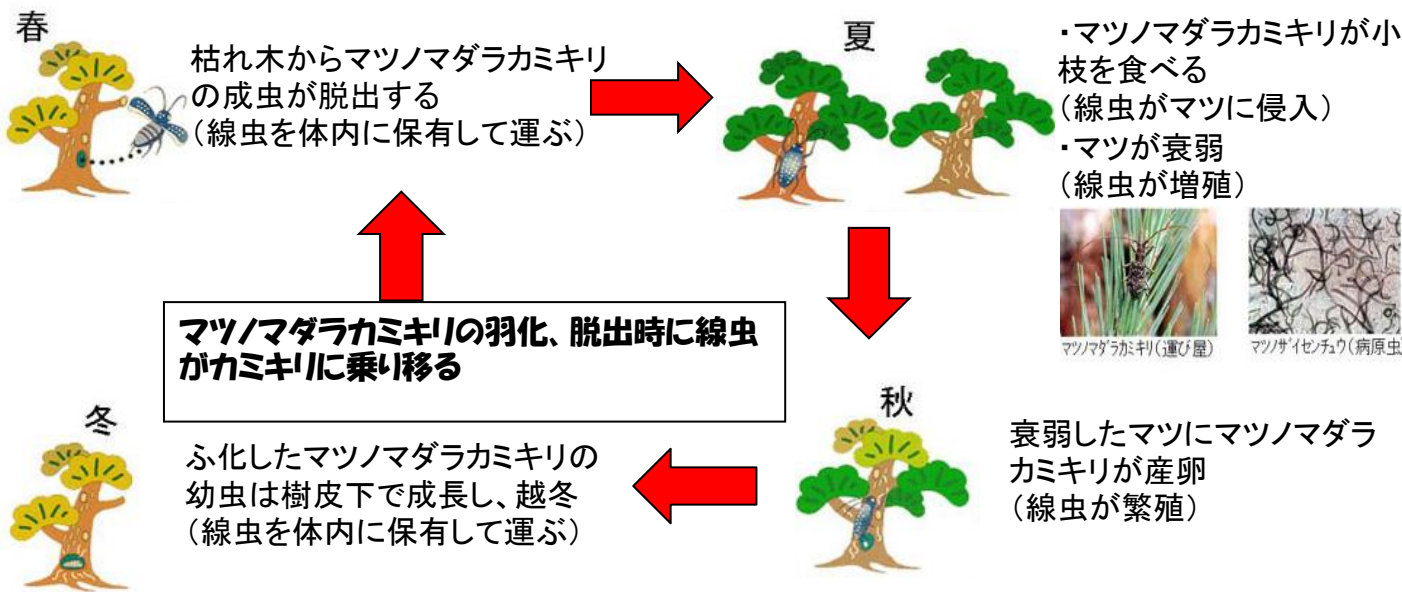 春
枯れ木からマツノマダラカミキリ
の成虫が脱出する
（線虫を体内に保有して運ぶ）
夏
・マツノマダラカミキリが小
枝を食べる
（線虫がマツに侵入）
・マツが衰弱
（線虫が増殖）
マツノマダラカミキリ(運び屋)
マツノザイセンチュウ(病原虫
マツノマダラカミキリの羽化、脱出時に線虫
がカミキリに乗り移る
秋
衰弱したマツにマツノマダラ
カミキリが産卵
（線虫が繁殖）
冬
ふ化したマツノマダラカミキリの
幼虫は樹皮下で成長し、越冬
（線虫を体内に保有して運ぶ）